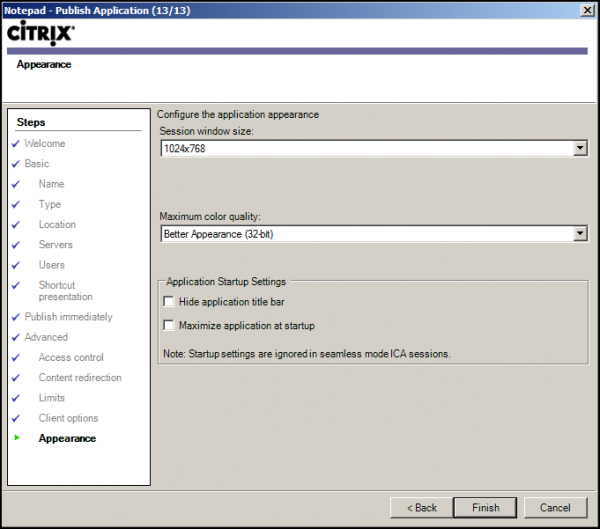 Notepad - Publish Application (13/13)
CITRIX
Appearance
Steps
Welcome
Basic
Name
Type
Location
Servers
Users
Shortcut
presentation
Publish immediately
Advanced
Access control
Content redirection
Limits
Client options
Appearance
Configure the application appearance
Session window size:
1024x768
Maximum color quality:
Better Appearance (32-bit)
Application Startup Settings
Hide application title bar
Maximize application at startup
Note: Startup settings are ignored in seamless mode ICA sessions.
< Back
Finish
Cancel